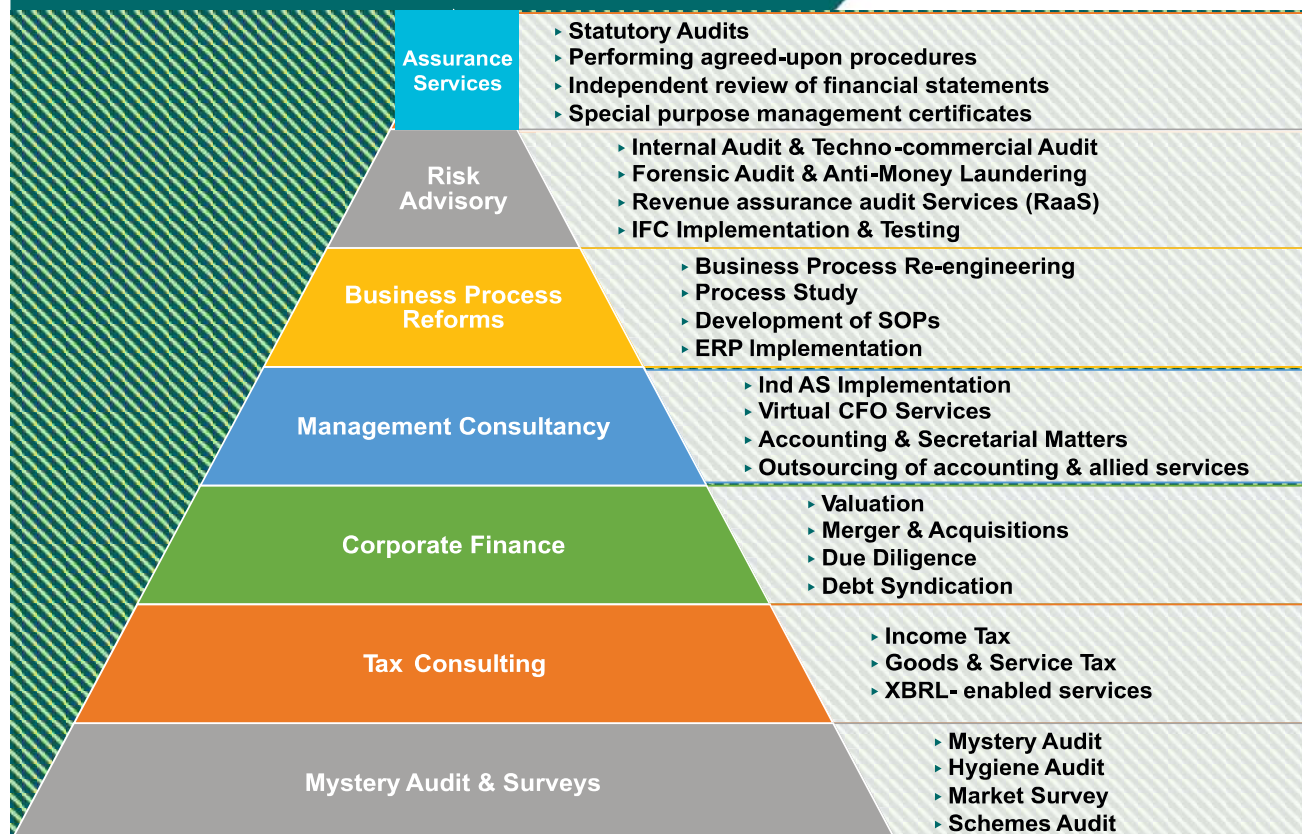 Assurance
Services
▸ Statutory Audits
▸ Performing agreed-upon procedures
▸ Independent review of financial statements
▸ Special purpose management certificates
Risk
Advisory
▸ Internal Audit & Techno-commercial Audit
▸ Forensic Audit & Anti-Money Laundering
▸ Revenue assurance audit Services (RaaS)
▸ IFC Implementation & Testing
Business Process
Reforms
▸ Business Process Re-engineering
▸ Process Study
▸ Development of SOPs
▸ ERP Implementation
Management Consultancy
▸ Ind AS Implementation
▸ Virtual CFO Services
▸ Accounting & Secretarial Matters
▸ Outsourcing of accounting & allied services
Corporate Finance
▸ Valuation
▸ Merger & Acquisitions
▸ Due Diligence
▸ Debt Syndication
Tax Consulting
▸ Income Tax
▸ Goods & Service Tax
▸ XBRL- enabled services
Mystery Audit & Surveys
▸ Mystery Audit
▸ Hygiene Audit
▸ Market Survey
▸ Schemes Audit